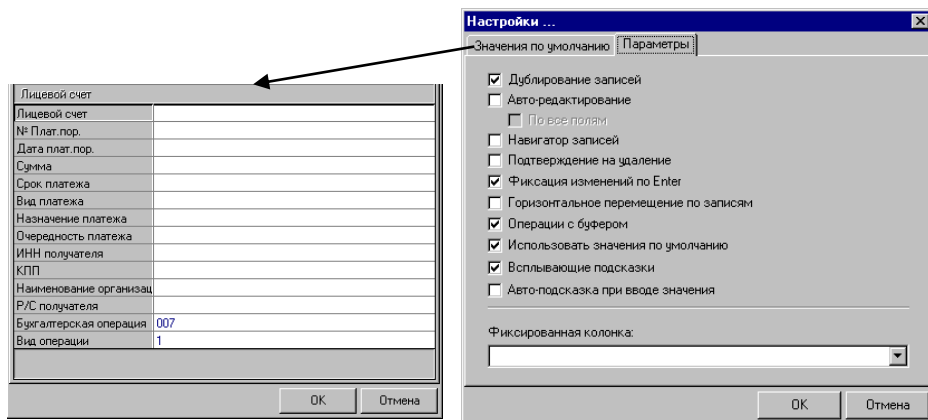 Настройки ...
Значения по умолчанию
Параметры
Дублирование записей
Авто-редактирование
По все полям
Навигатор записей
Подтверждение на удаление
Фиксация изменений по Enter
Горизонтальное перемещение по записям
Операции с буфером
Использовать значения по умолчанию
Всплывающие подсказки
Авто-подсказка при вводе значения
Фиксированная колонка:
OK
Отмена
Лицевой счет
Лицевой счет
№ Плат.пор.
Дата плат.пор.
Сумма
Срок платежа
Вид платежа
Назначение платежа
Очередность платежа
ИНН получателя
КПП
Наименование организац
Р/С получателя
Бухгалтерская операция 007
Вид операции 1
OK
Отмена